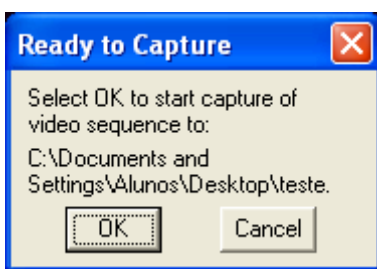 Ready to Capture
Select OK to start capture of
video sequence to:
C:\Documents and
Settings\Alunos\Desktop\teste.
OK
Cancel